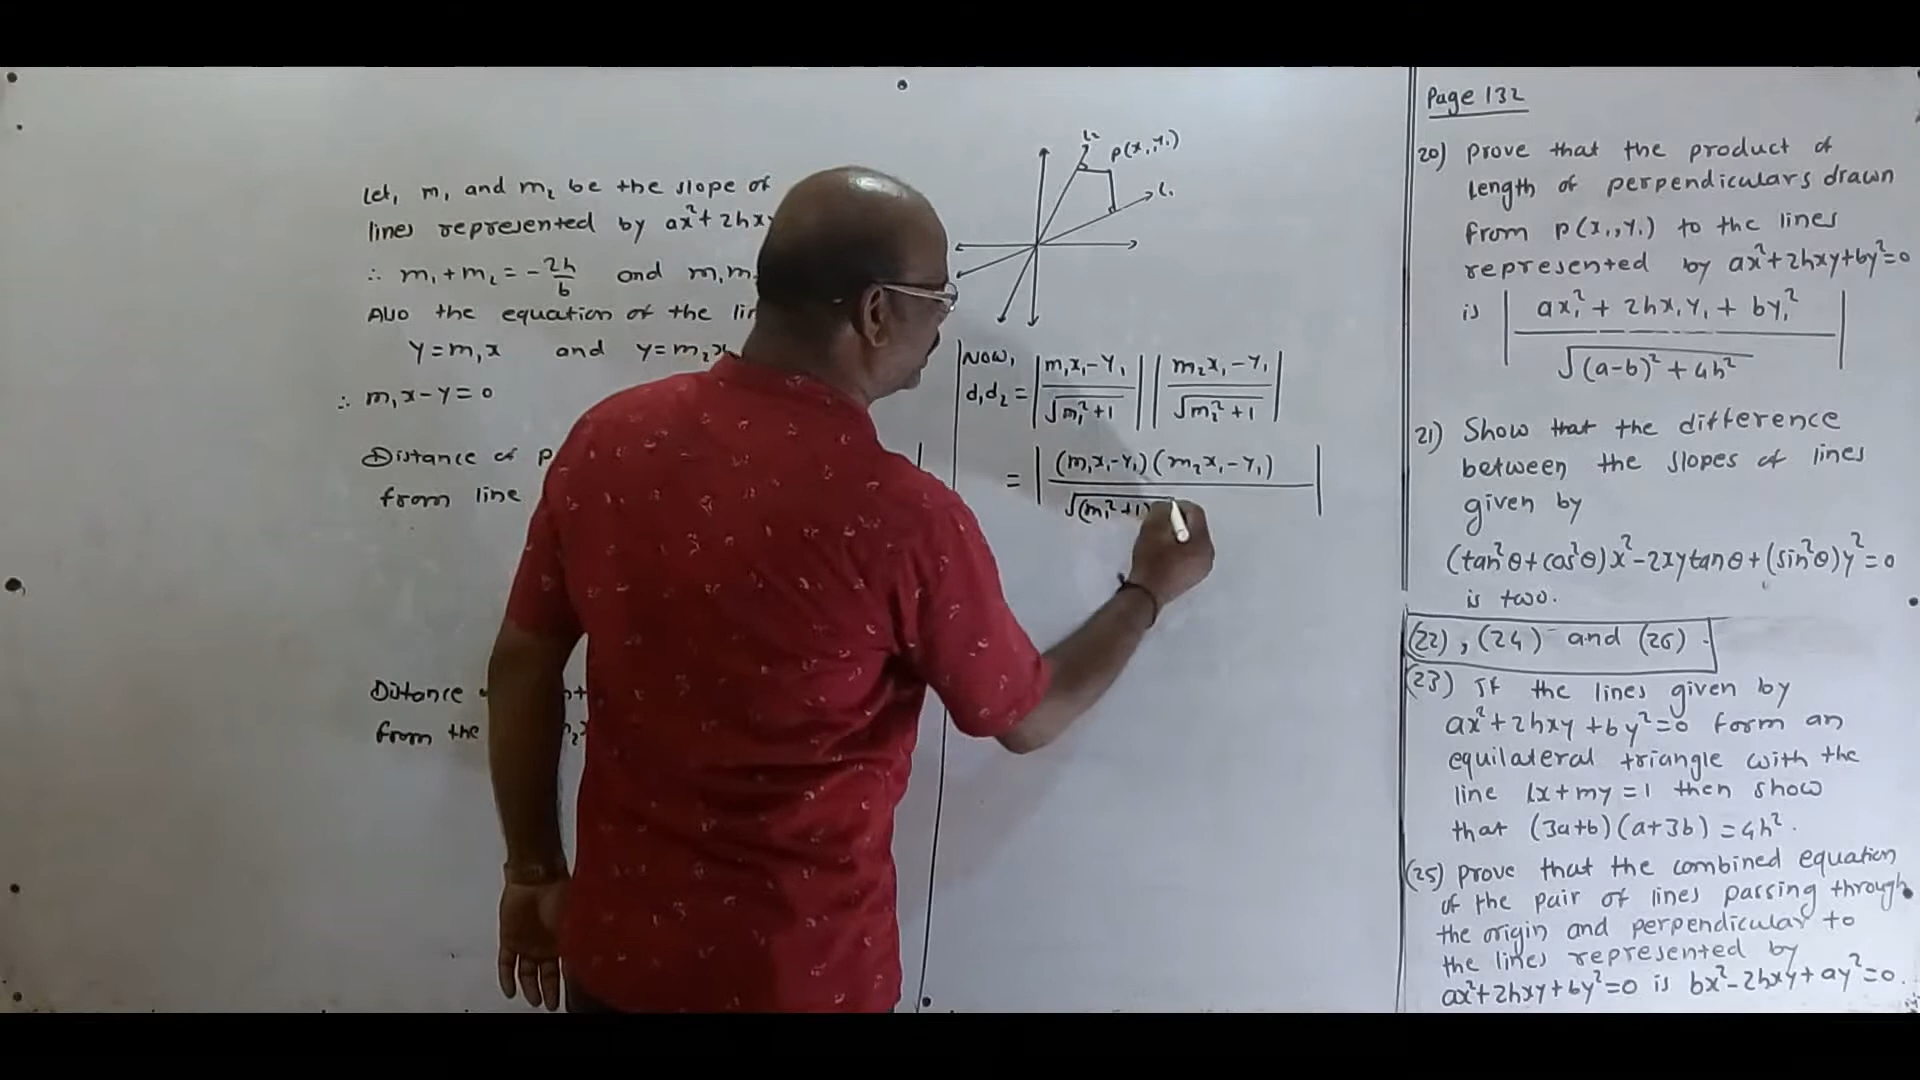 Let, m₁ and m₂ be the slope of
lines represented by ax²+2hxy
∴ m₁+m₂ = -2h/b and m₁m
Also the equation of the lin
Y=m₁x and y=m₂x
∴ m₁x-y=0
Distance of P
from line
Distance
from the
L₂
P(x₁,y₁)
L₁
Now,
d₁d₂ = |(m₁x₁-y₁)/√(m₁²+1)| |(m₂x₁-y₁)/√(m₂²+1)|
= |(m₁x₁-y₁)(m₂x₁-y₁)/√(m₁²+1)|
Page 132
20) prove that the product of
length of perpendiculars drawn
from P(x₁,y₁) to the lines
represented by ax²+2hxy+by²=0
is |(ax₁²+2hx₁y₁+by₁²)/√((a-b)²+4h²)|
21) Show that the difference
between the slopes of lines
given by
(tan²θ+cos²θ)x²-2xytanθ+(sin²θ)y²=0
is two.
(22), (24) and (26).
(23) If the lines given by
ax²+2hxy+by²=0 form an
equilateral triangle with the
line lx+my=1 then show
that (3a+b)(a+3b)=4h².
(25) prove that the combined equation
of the pair of lines passing through
the origin and perpendicular to
the lines represented by
ax²+2hxy+by²=0 is bx²-2hxy+ay²=0.